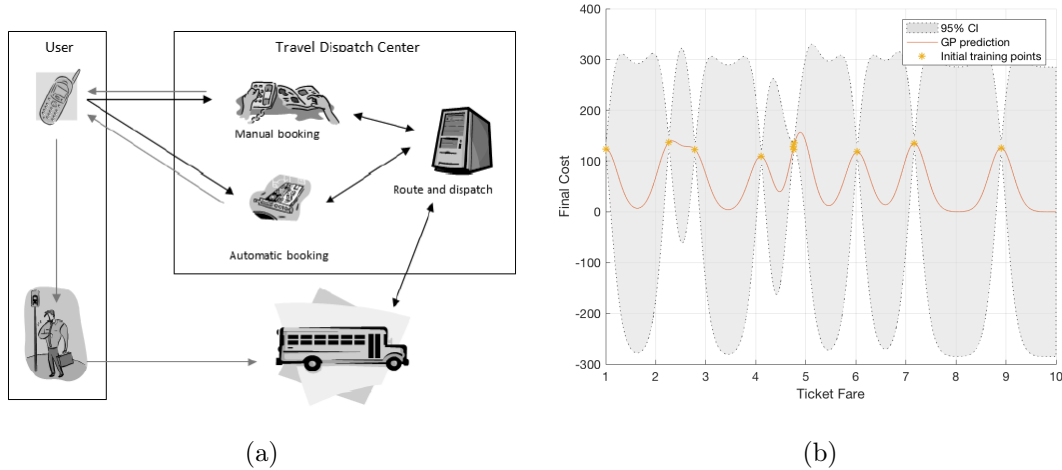 User
Travel Dispatch Center
Manual booking
Automatic booking
Route and dispatch
(a)
400
300
200
100
0
-100
-200
-300
Final Cost
1 2 3 4 5 6 7 8 9 10
Ticket Fare
95% CI
GP prediction
Initial training points
(b)